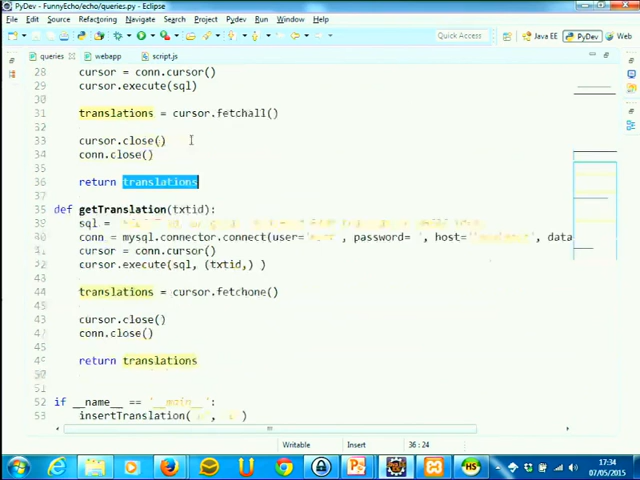 PyDev - FunnyEcho/echo/queries.py - Eclipse
File Edit Source Refactoring Navigate Search Project Pydev Run Window Help
Quick Access Java EE PyDev Web
queries webapp script.js
28 cursor = conn.cursor()
29 cursor.execute(sql)
30
31 translations = cursor.fetchall()
32
33 cursor.close()
34 conn.close()
35
36 return translations
37
def getTranslation(txtid):
39 sql =
40 conn = mysql.connector.connect(user= , password= , host= , data
41 cursor = conn.cursor()
42 cursor.execute(sql, (txtid,) )
43
44 translations = cursor.fetchone()
45
46 cursor.close()
47 conn.close()
48
49 return translations
50
51
52 if __name__ == '__main__':
53 insertTranslation( , )
Writable Insert 36 : 24
17:34
07/05/2015